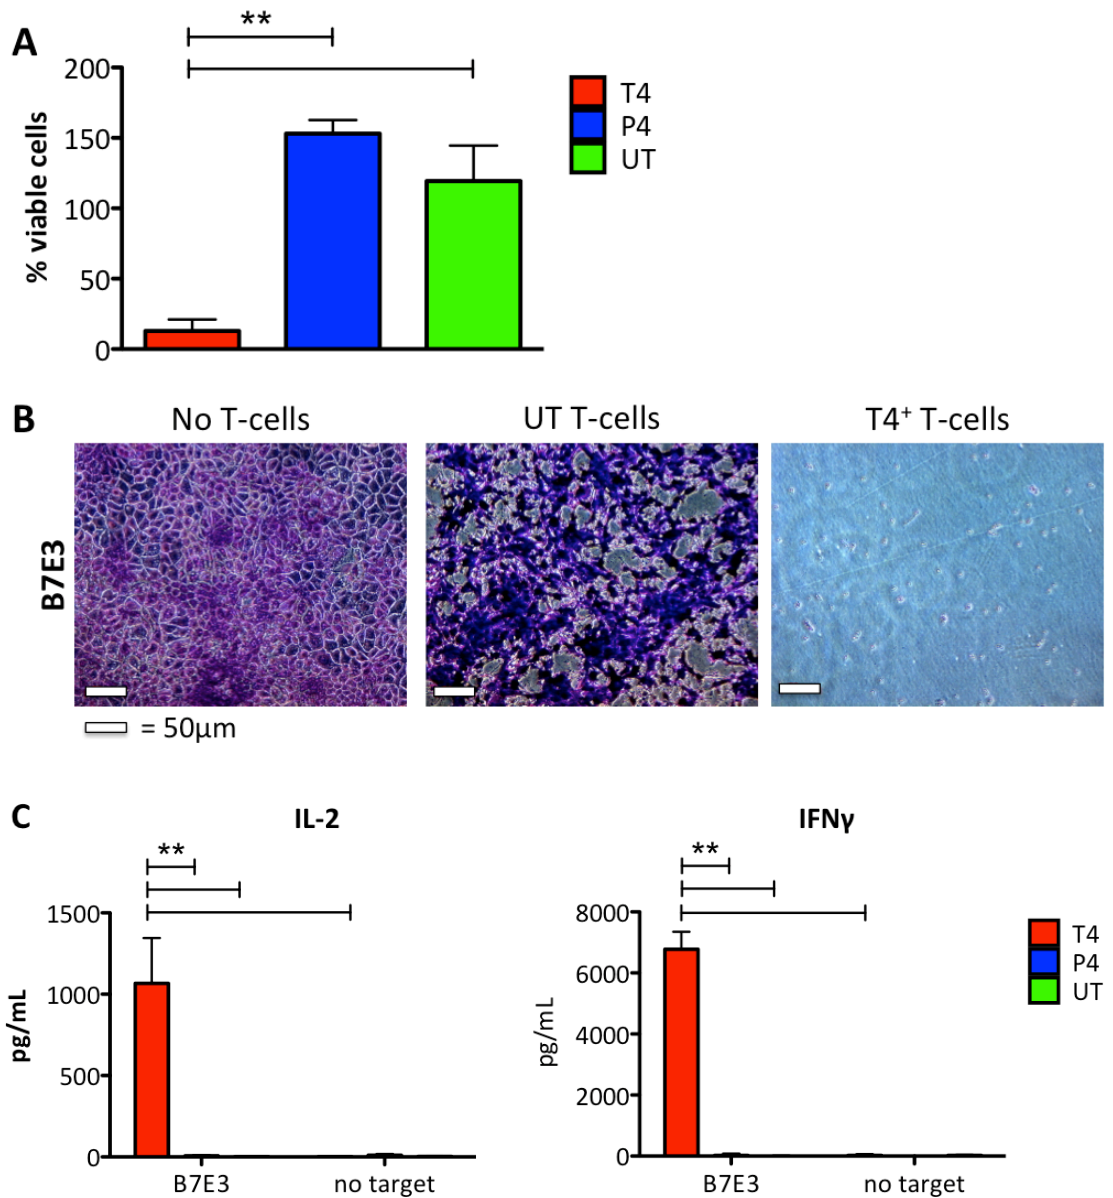 A
**
200
150
100
50
0
% viable cells
T4
P4
UT
B
No T-cells
UT T-cells
T4⁺ T-cells
B7E3
= 50μm
C
IL-2
**
1500
1000
500
0
pg/mL
B7E3
no target
IFNγ
**
8000
6000
4000
2000
0
pg/mL
B7E3
no target
T4
P4
UT